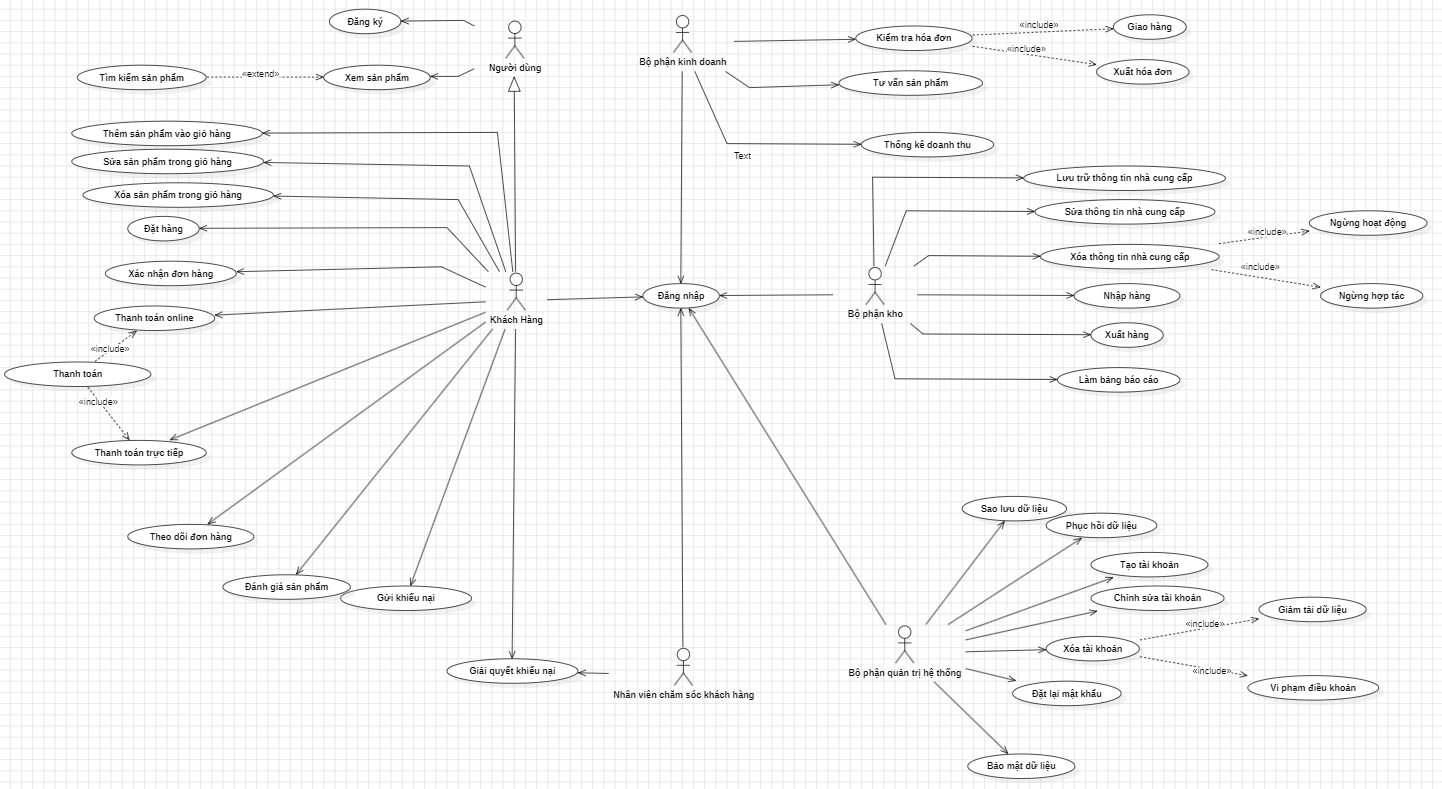 Đăng ký
Người dùng
Tìm kiếm sản phẩm
«extend»
Xem sản phẩm
Thêm sản phẩm vào giỏ hàng
Sửa sản phẩm trong giỏ hàng
Xóa sản phẩm trong giỏ hàng
Đặt hàng
Xác nhận đơn hàng
Thanh toán online
Khách Hàng
«include»
Thanh toán
«include»
Thanh toán trực tiếp
Theo dõi đơn hàng
Đánh giá sản phẩm
Gửi khiếu nại
Giải quyết khiếu nại
Nhân viên chăm sóc khách hàng
Đăng nhập
Bộ phận kinh doanh
Kiểm tra hóa đơn
«include»
Giao hàng
«include»
Xuất hóa đơn
Tư vấn sản phẩm
Text
Thống kê doanh thu
Bộ phận kho
Lưu trữ thông tin nhà cung cấp
Sửa thông tin nhà cung cấp
Xóa thông tin nhà cung cấp
«include»
Ngừng hoạt động
«include»
Ngừng hợp tác
Nhập hàng
Xuất hàng
Làm bảng báo cáo
Sao lưu dữ liệu
Phục hồi dữ liệu
Tạo tài khoản
Chỉnh sửa tài khoản
Bộ phận quản trị hệ thống
Xóa tài khoản
«include»
Giảm tải dữ liệu
«include»
Vi phạm điều khoản
Đặt lại mật khẩu
Bảo mật dữ liệu